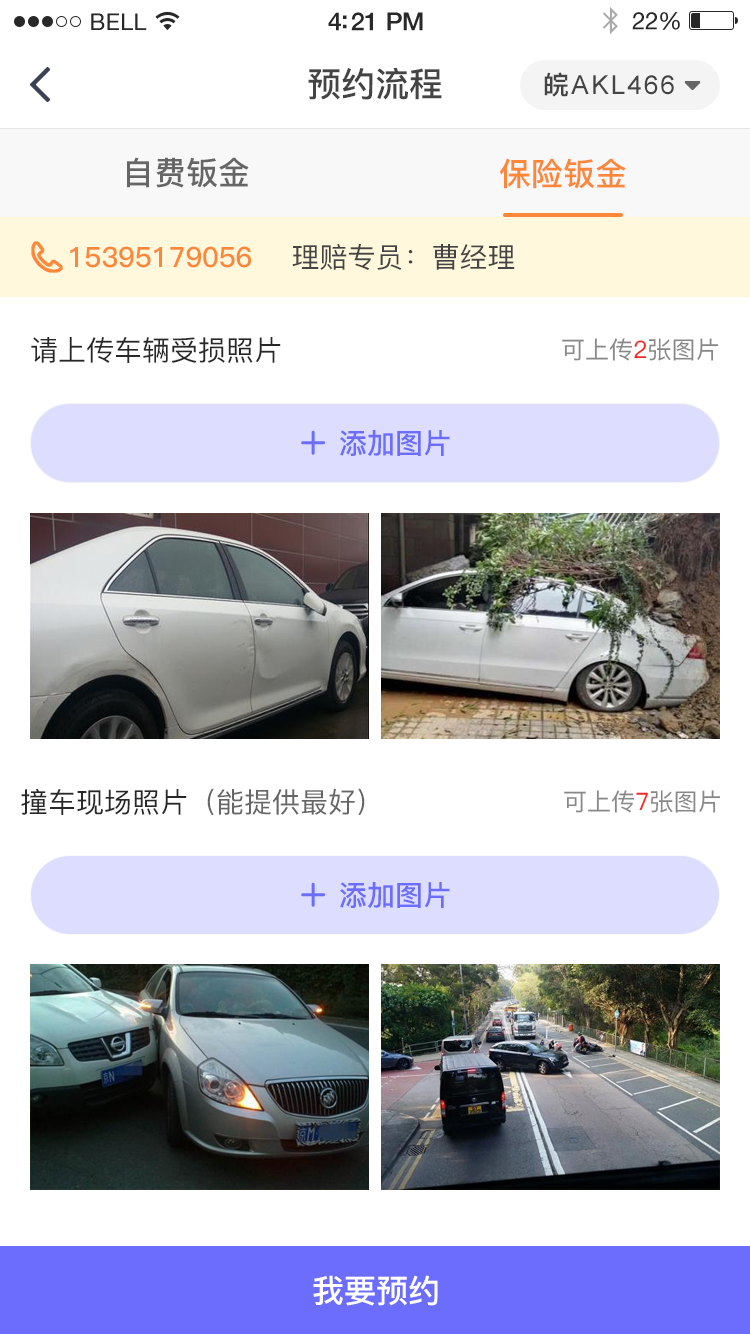 BELL 4:21 PM 22%
预约流程 皖AKL466
自费钣金 保险钣金
15395179056 理赔专员：曹经理
请上传车辆受损照片 可上传2张图片
添加图片
撞车现场照片（能提供最好） 可上传7张图片
添加图片
我要预约